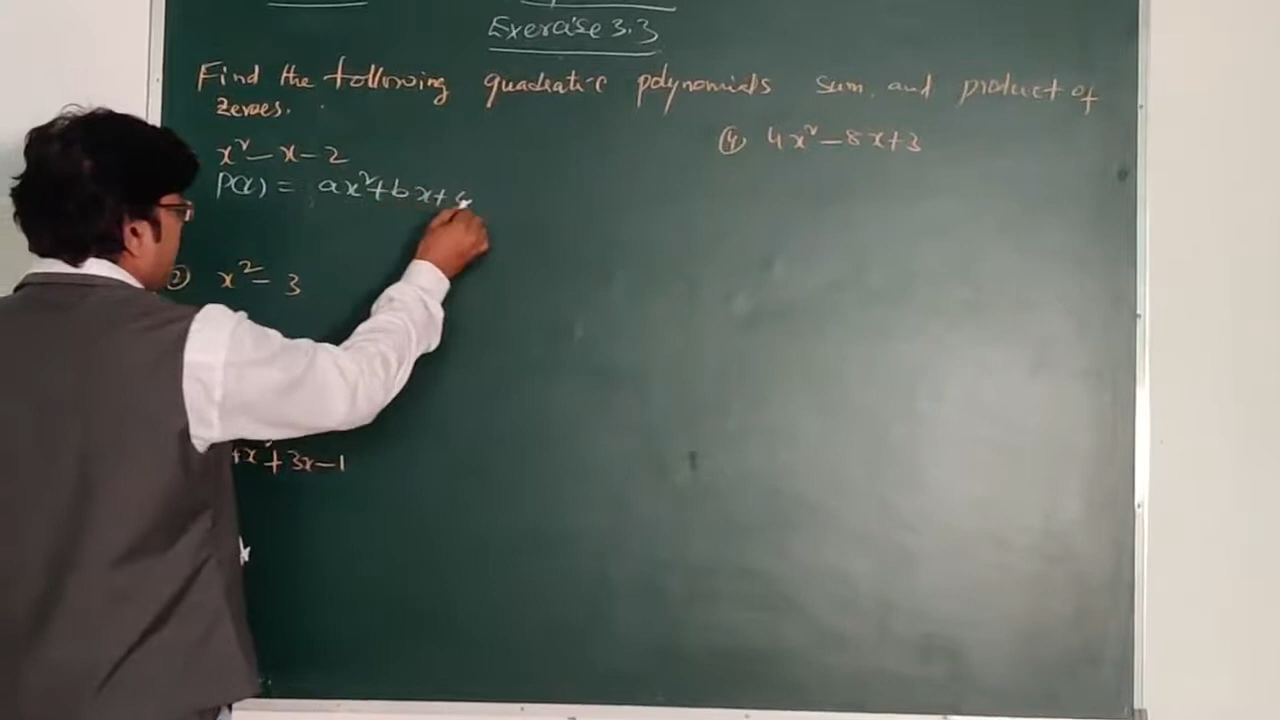 Exercise 3.3
Find the following quadratic polynomials sum and product of
zeroes.
x² - x - 2
P(x) = ax² + bx + c
② x² - 3
4x² + 3x - 1
④ 4x² - 8x + 3